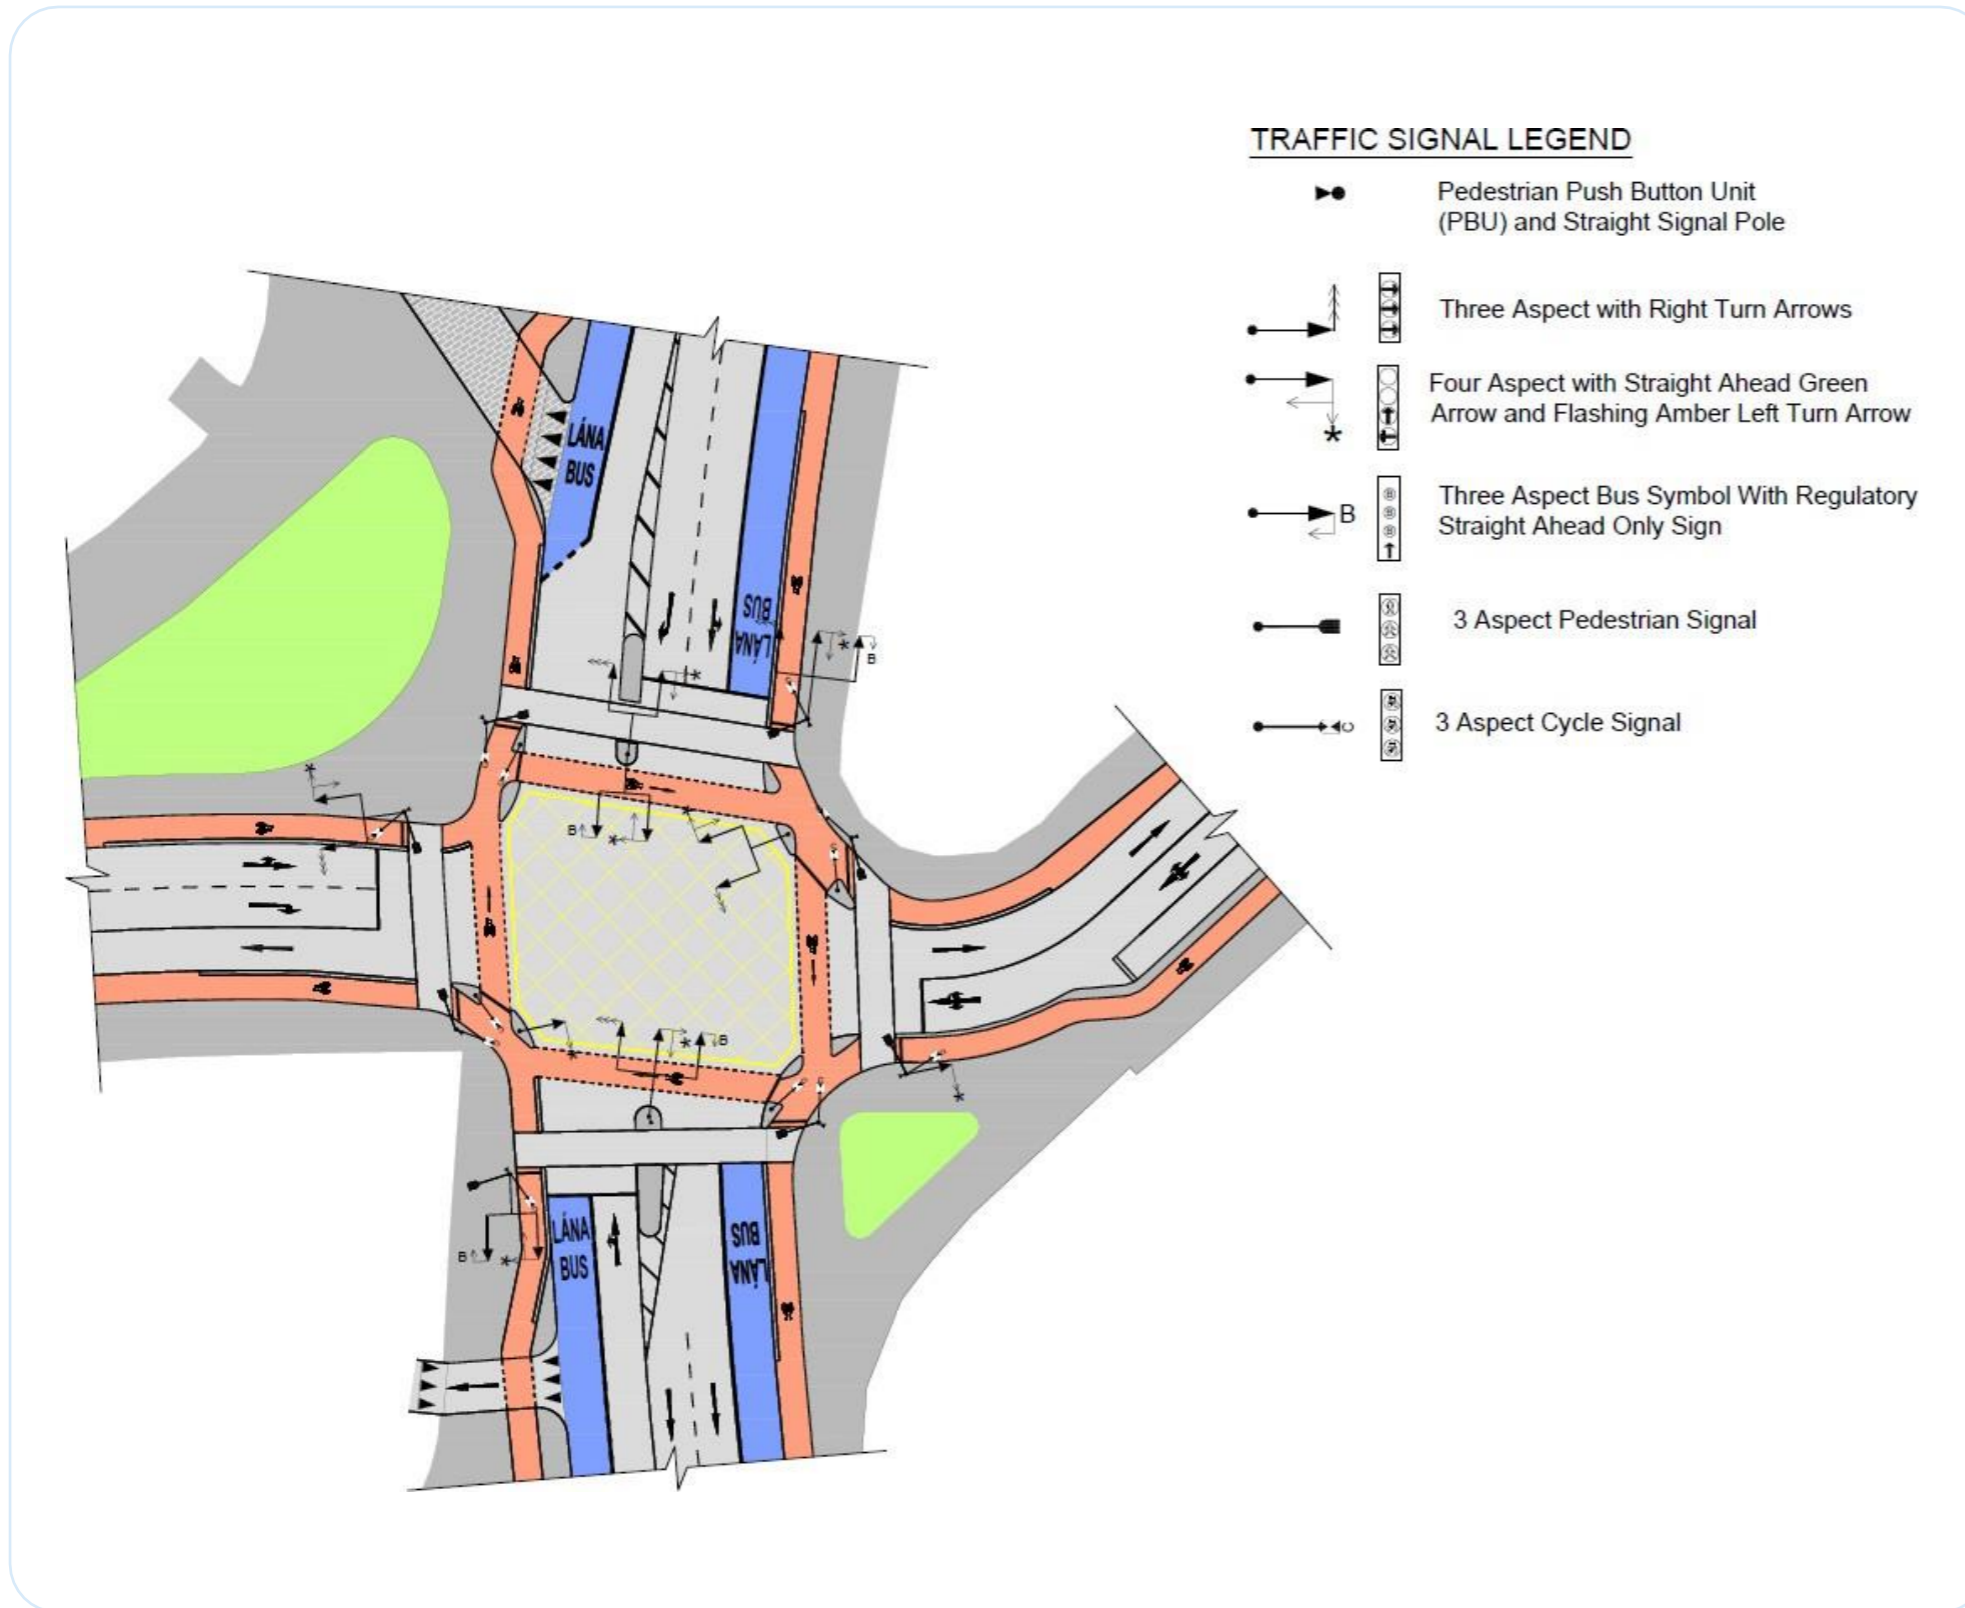 TRAFFIC SIGNAL LEGEND
Pedestrian Push Button Unit
(PBU) and Straight Signal Pole
Three Aspect with Right Turn Arrows
Four Aspect with Straight Ahead Green
Arrow and Flashing Amber Left Turn Arrow
B
Three Aspect Bus Symbol With Regulatory
Straight Ahead Only Sign
3 Aspect Pedestrian Signal
C
3 Aspect Cycle Signal
LÁNA
BUS
LÁNA
BUS
B
B
B
B
LÁNA
BUS
LÁNA
BUS